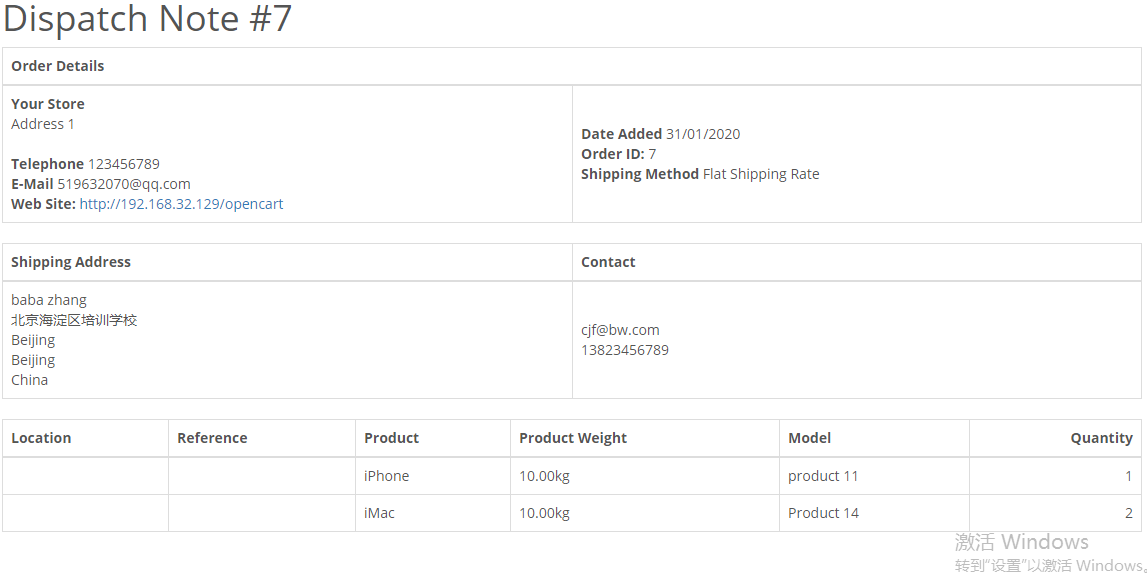 Dispatch Note #7
Order Details
Your Store
Address 1
Telephone 123456789
E-Mail 519632070@qq.com
Web Site: http://192.168.32.129/opencart
Date Added 31/01/2020
Order ID: 7
Shipping Method Flat Shipping Rate
Shipping Address Contact
baba zhang
北京海淀区培训学校
Beijing
Beijing
China
cjf@bw.com
13823456789
Location Reference Product Product Weight Model Quantity
iPhone 10.00kg product 11 1
iMac 10.00kg Product 14 2
激活 Windows
转到“设置”以激活 Windows。